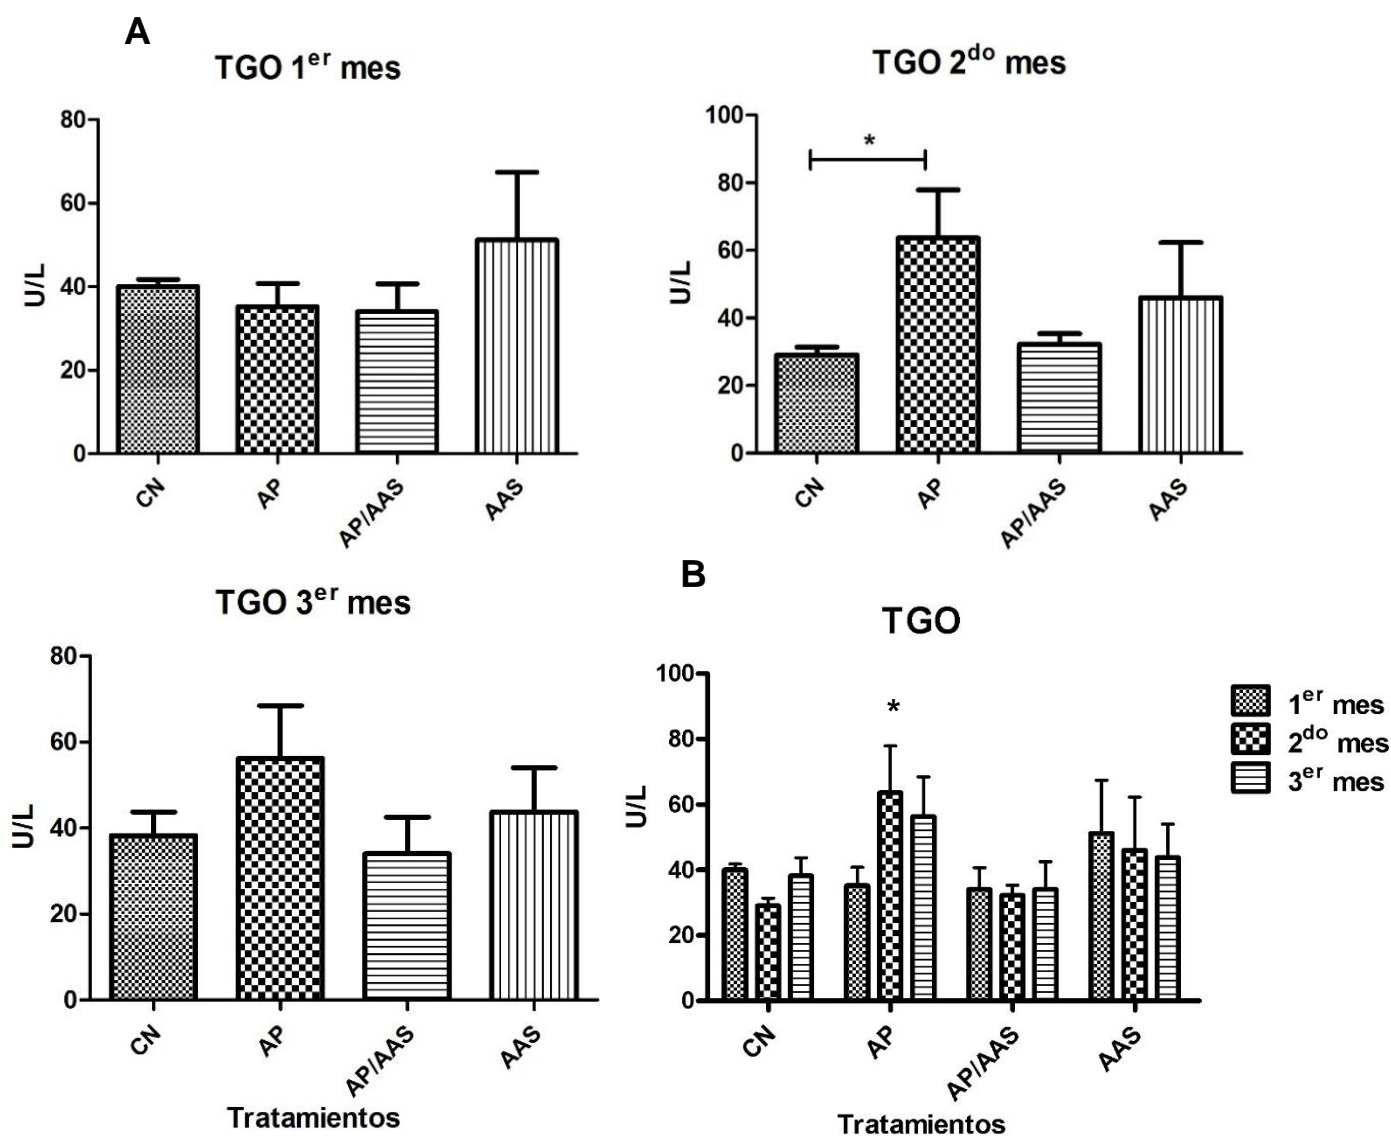 A
TGO 1er mes
80
60
40
20
0
U/L
CN
AP
AP/AAS
AAS
TGO 2do mes
100
80
60
40
20
0
U/L
*
CN
AP
AP/AAS
AAS
TGO 3er mes
80
60
40
20
0
U/L
CN
AP
AP/AAS
AAS
Tratamientos
B
TGO
100
80
60
40
20
0
U/L
*
CN
AP
AP/AAS
AAS
Tratamientos
1er mes
2do mes
3er mes